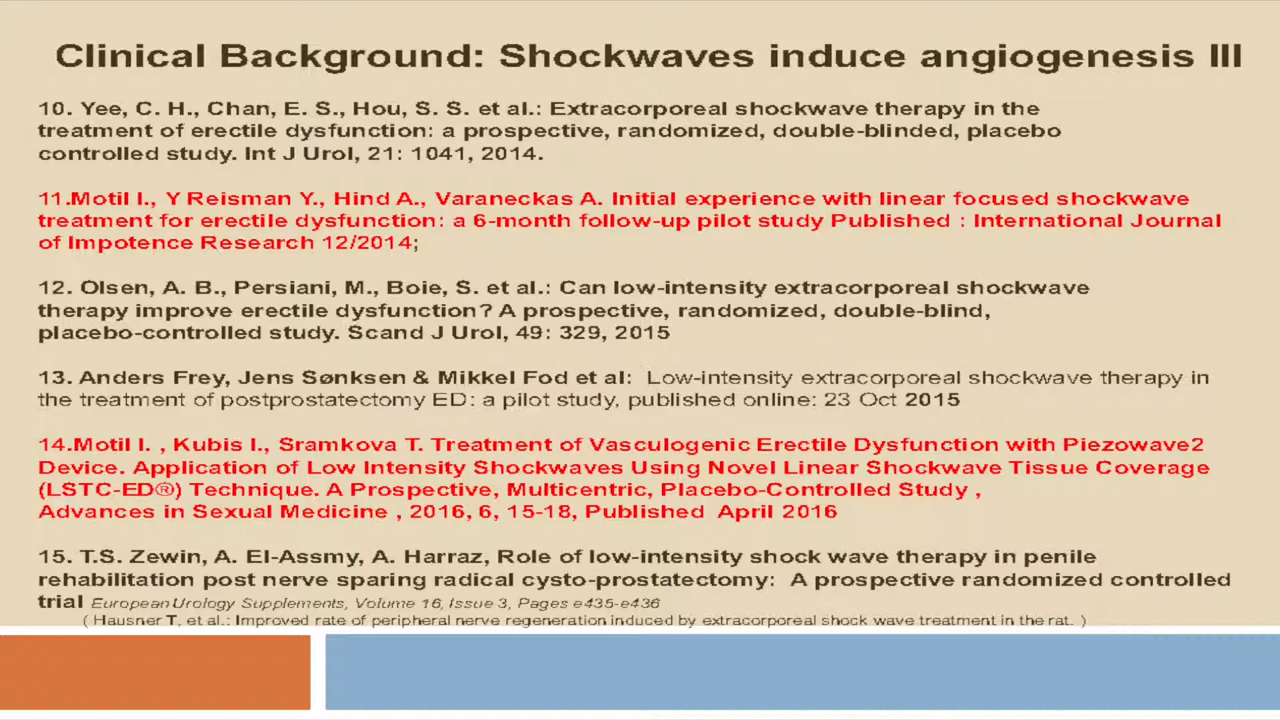 Clinical Background: Shockwaves induce angiogenesis III
10. Yee, C. H., Chan, E. S., Hou, S. S. et al.: Extracorporeal shockwave therapy in the
treatment of erectile dysfunction: a prospective, randomized, double-blinded, placebo
controlled study. Int J Urol, 21: 1041, 2014.
11.Motil I., Y Reisman Y., Hind A., Varaneckas A. Initial experience with linear focused shockwave
treatment for erectile dysfunction: a 6-month follow-up pilot study Published : International Journal
of Impotence Research 12/2014;
12. Olsen, A. B., Persiani, M., Boie, S. et al.: Can low-intensity extracorporeal shockwave
therapy improve erectile dysfunction? A prospective, randomized, double-blind,
placebo-controlled study. Scand J Urol, 49: 329, 2015
13. Anders Frey, Jens Sønksen & Mikkel Fod et al: Low-intensity extracorporeal shockwave therapy in
the treatment of postprostatectomy ED: a pilot study, published online: 23 Oct 2015
14.Motil I. , Kubis I., Sramkova T. Treatment of Vasculogenic Erectile Dysfunction with Piezowave2
Device. Application of Low Intensity Shockwaves Using Novel Linear Shockwave Tissue Coverage
(LSTC-ED®) Technique. A Prospective, Multicentric, Placebo-Controlled Study ,
Advances in Sexual Medicine , 2016, 6, 15-18, Published April 2016
15. T.S. Zewin, A. El-Assmy, A. Harraz, Role of low-intensity shock wave therapy in penile
rehabilitation post nerve sparing radical cysto-prostatectomy: A prospective randomized controlled
trial European Urology Supplements, Volume 16, Issue 3, Pages e435-e436
( Hausner T, et al.: Improved rate of peripheral nerve regeneration induced by extracorporeal shock wave treatment in the rat. )